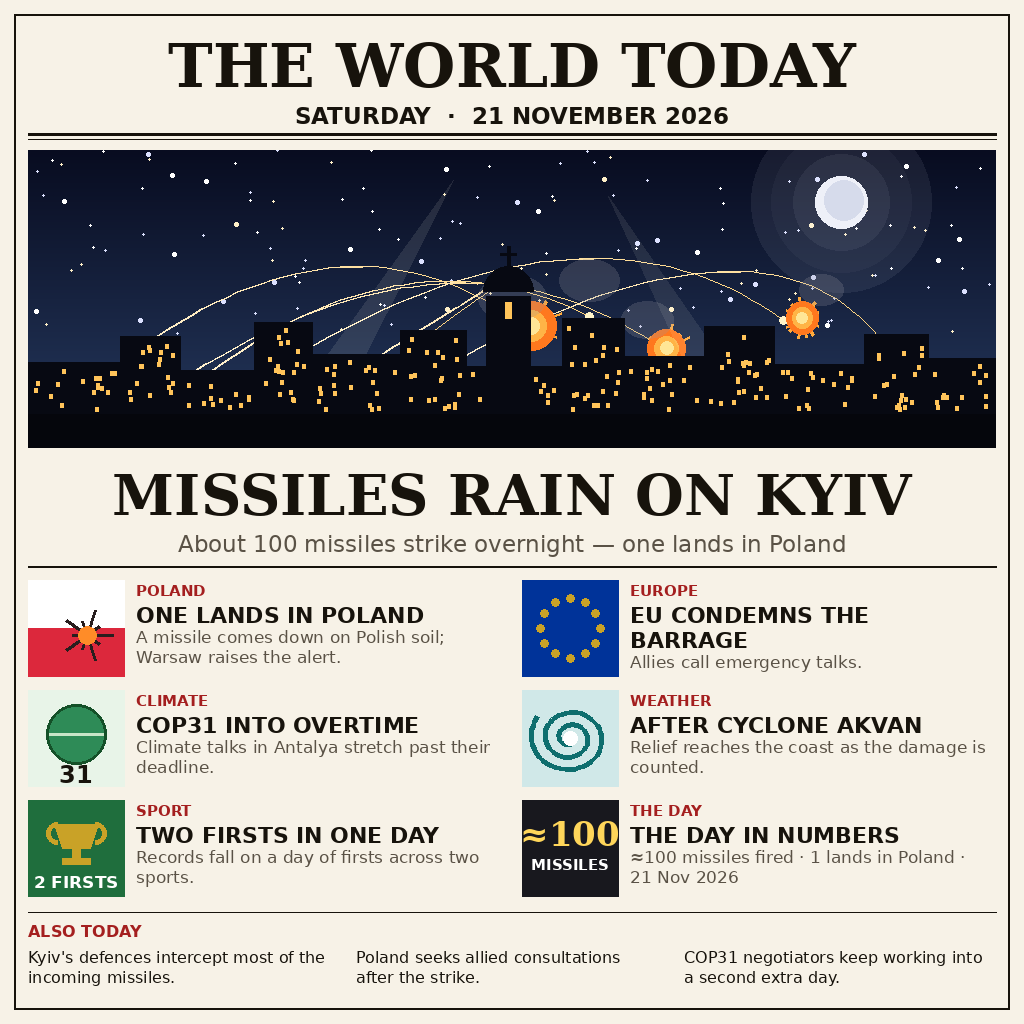 THE WORLD TODAY
SATURDAY · 21 NOVEMBER 2026
MISSILES RAIN ON KYIV
About 100 missiles strike overnight — one lands in Poland
POLAND
ONE LANDS IN POLAND
A missile comes down on Polish soil;
Warsaw raises the alert.
EUROPE
EU CONDEMNS THE
BARRAGE
Allies call emergency talks.
31
CLIMATE
COP31 INTO OVERTIME
Climate talks in Antalya stretch past their
deadline.
WEATHER
AFTER CYCLONE AKVAN
Relief reaches the coast as the damage is
counted.
2 FIRSTS
SPORT
TWO FIRSTS IN ONE DAY
Records fall on a day of firsts across two
sports.
≈100
MISSILES
THE DAY
THE DAY IN NUMBERS
≈100 missiles fired · 1 lands in Poland ·
21 Nov 2026
ALSO TODAY
Kyiv's defences intercept most of the
incoming missiles.
Poland seeks allied consultations
after the strike.
COP31 negotiators keep working into
a second extra day.